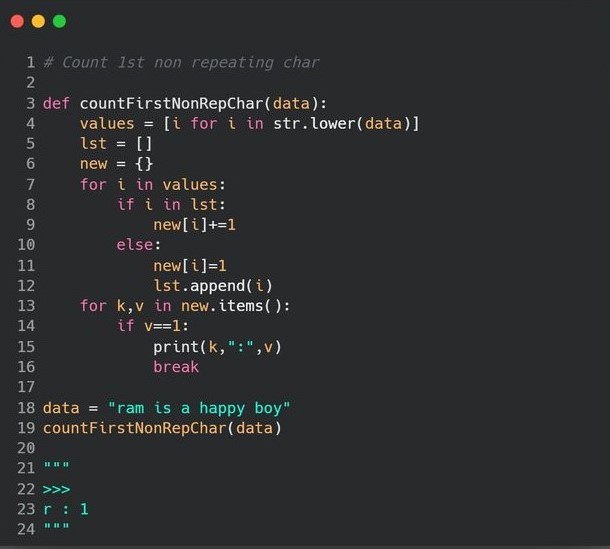 1 # Count 1st non repeating char
2
3 def countFirstNonRepChar(data):
4     values = [i for i in str.lower(data)]
5     lst = []
6     new = {}
7     for i in values:
8         if i in lst:
9             new[i]+=1
10         else:
11             new[i]=1
12             lst.append(i)
13     for k,v in new.items():
14         if v==1:
15             print(k,":",v)
16             break
17
18 data = "ram is a happy boy"
19 countFirstNonRepChar(data)
20
21 """
22 >>>
23 r : 1
24 """